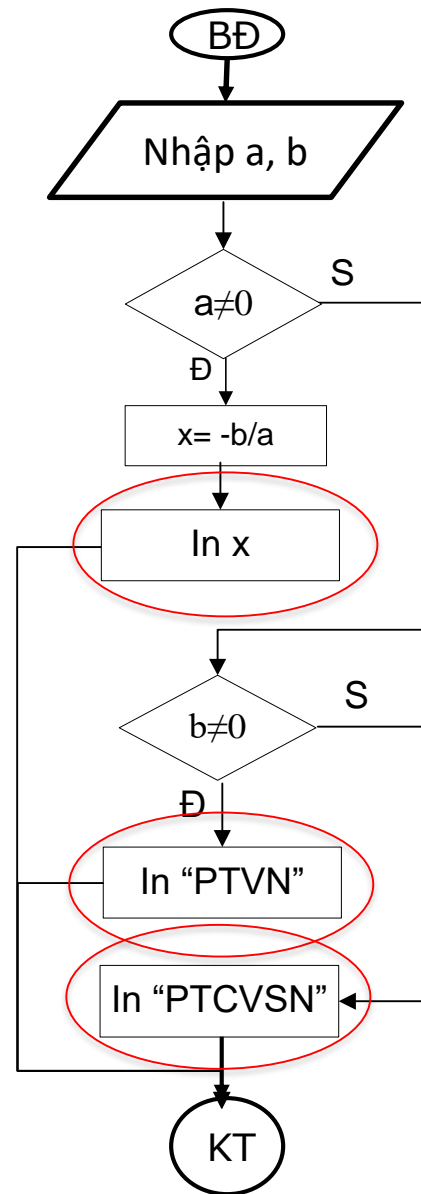 BĐ
Nhập a, b
a≠0
S
Đ
x= -b/a
In x
b≠0
S
Đ
In “PTVN”
In “PTCVSN”
KT